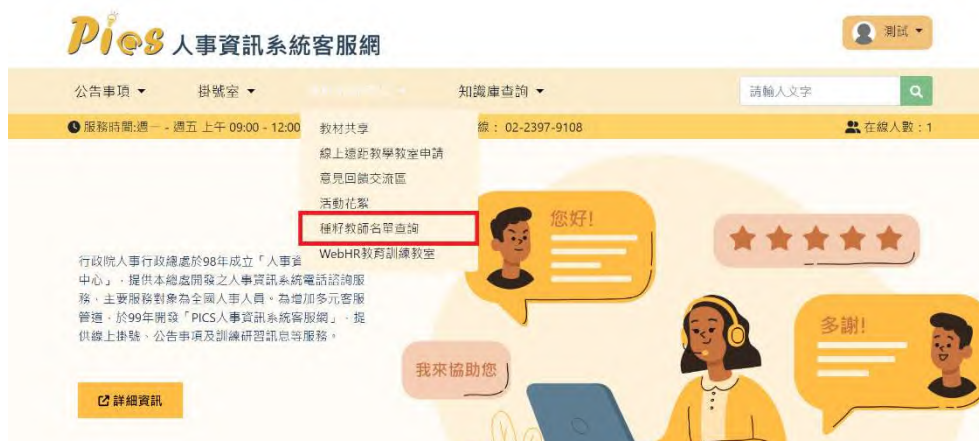 Pics 人事資訊系統客服網
測試
公告事項
掛號室
知識庫查詢
請輸入文字
服務時間:週一 - 週五 上午 09:00 - 12:00
線： 02-2397-9108
在線人數：1
教材共享
線上遠距教學教室申請
意見回饋交流區
活動花絮
種籽教師名單查詢
WebHR教育訓練教室
行政院人事行政總處於98年成立「人事資
中心」，提供本總處開發之人事資訊系統電話諮詢服
務，主要服務對象為全國人事人員。為增加多元客服
管道，於99年開發「PICS人事資訊系統客服網」，提
供線上掛號、公告事項及訓練研習訊息等服務。
詳細資訊
您好!
多謝!
我來協助您